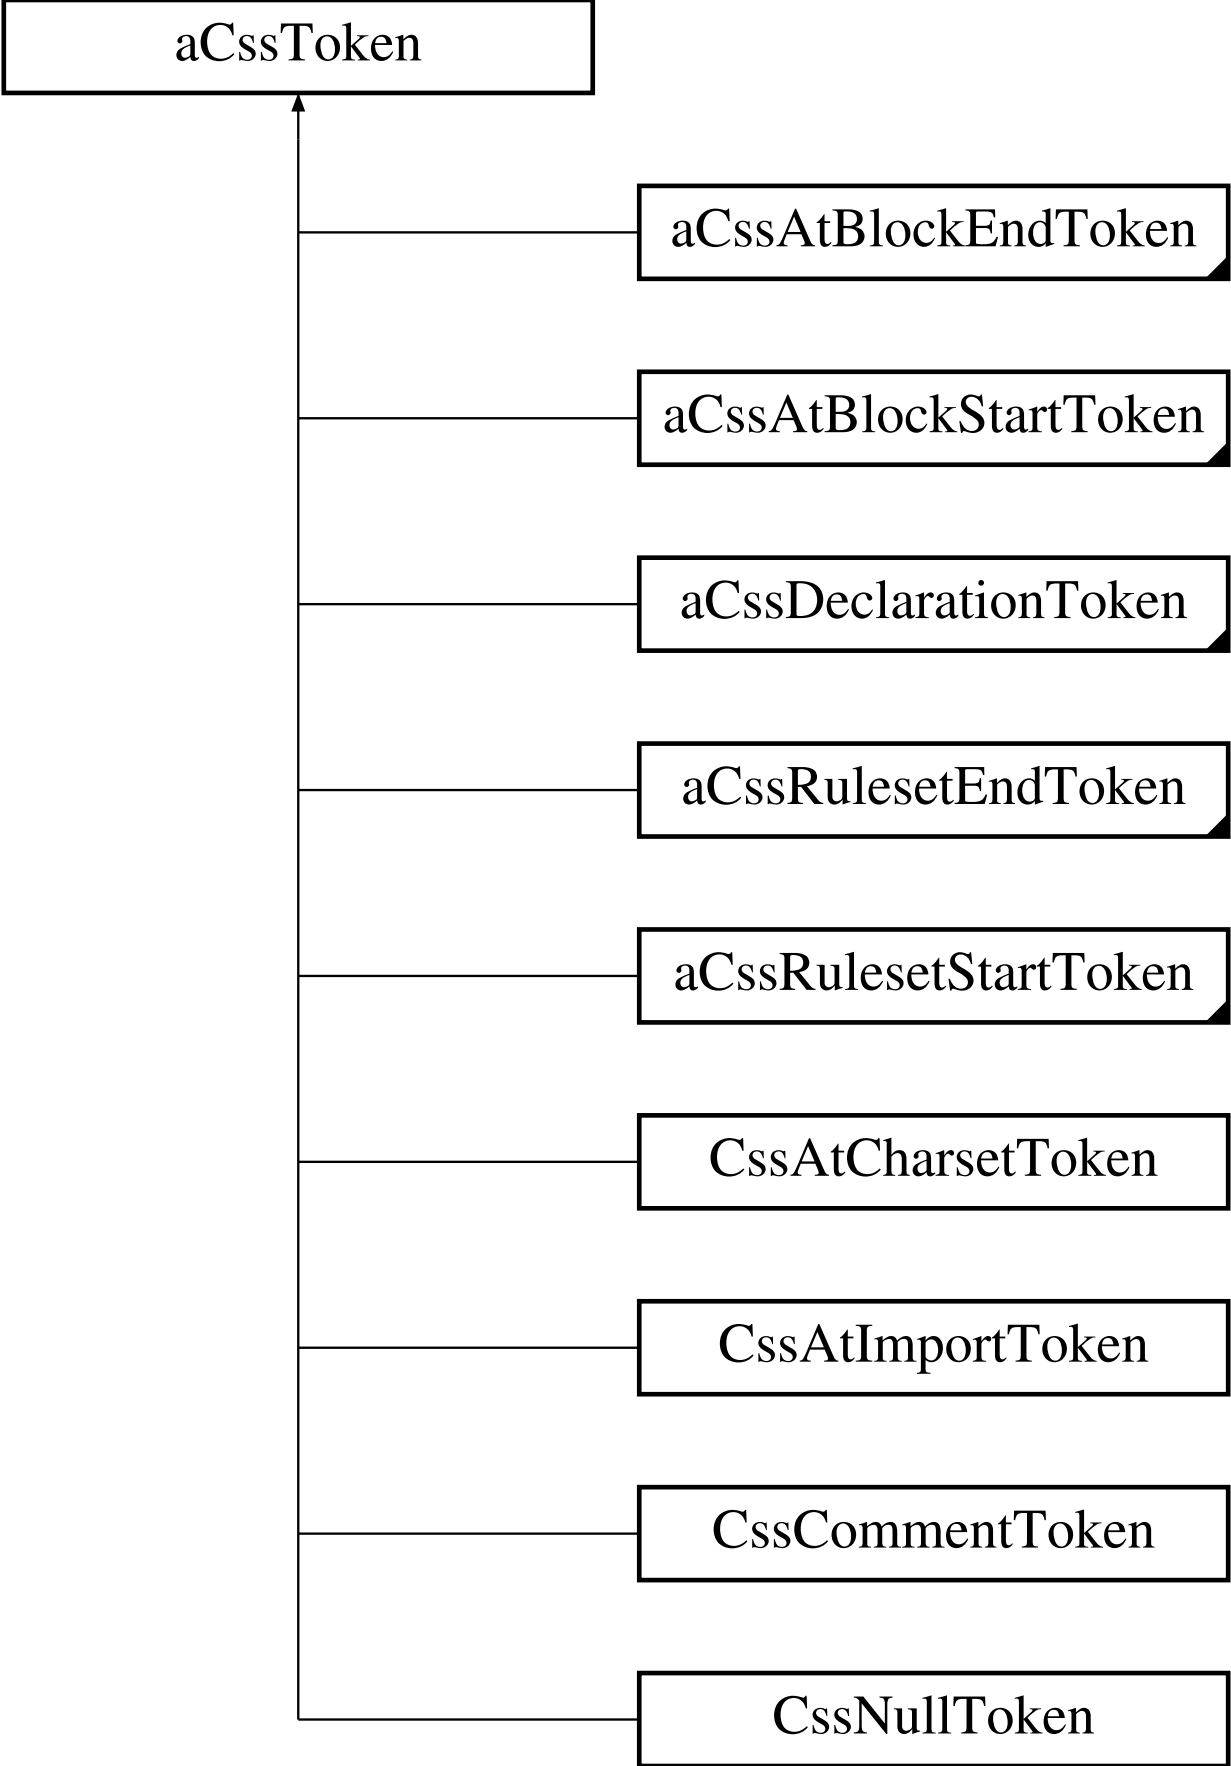 aCssToken
aCssAtBlockEndToken
aCssAtBlockStartToken
aCssDeclarationToken
aCssRulesetEndToken
aCssRulesetStartToken
CssAtCharsetToken
CssAtImportToken
CssCommentToken
CssNullToken